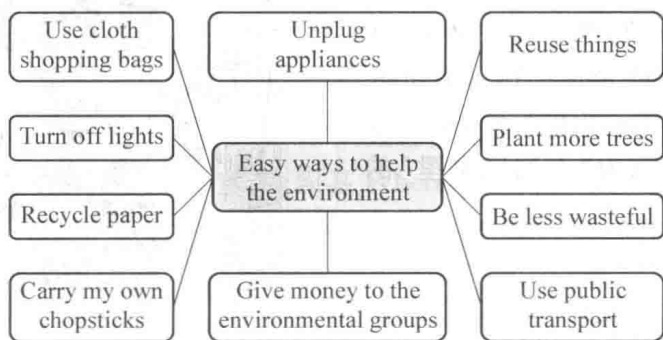 Use cloth
shopping bags
Unplug
appliances
Reuse things
Turn off lights
Easy ways to help
the environment
Plant more trees
Recycle paper
Be less wasteful
Carry my own
chopsticks
Give money to the
environmental groups
Use public
transport